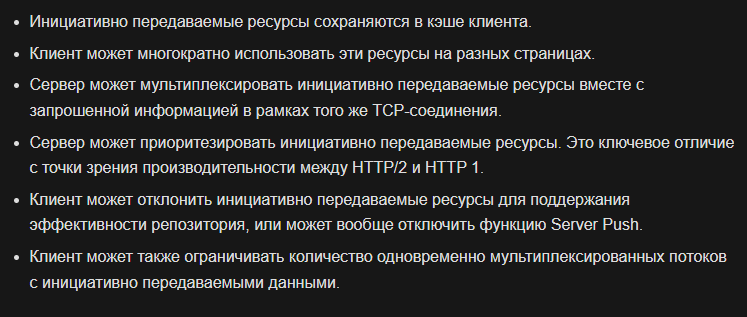 • Инициативно передаваемые ресурсы сохраняются в кэше клиента.
• Клиент может многократно использовать эти ресурсы на разных страницах.
• Сервер может мультиплексировать инициативно передаваемые ресурсы вместе с
запрошенной информацией в рамках того же TCP-соединения.
• Сервер может приоритезировать инициативно передаваемые ресурсы. Это ключевое отличие
с точки зрения производительности между HTTP/2 и HTTP 1.
• Клиент может отклонить инициативно передаваемые ресурсы для поддержания
эффективности репозитория, или может вообще отключить функцию Server Push.
• Клиент может также ограничивать количество одновременно мультиплексированных потоков
с инициативно передаваемыми данными.